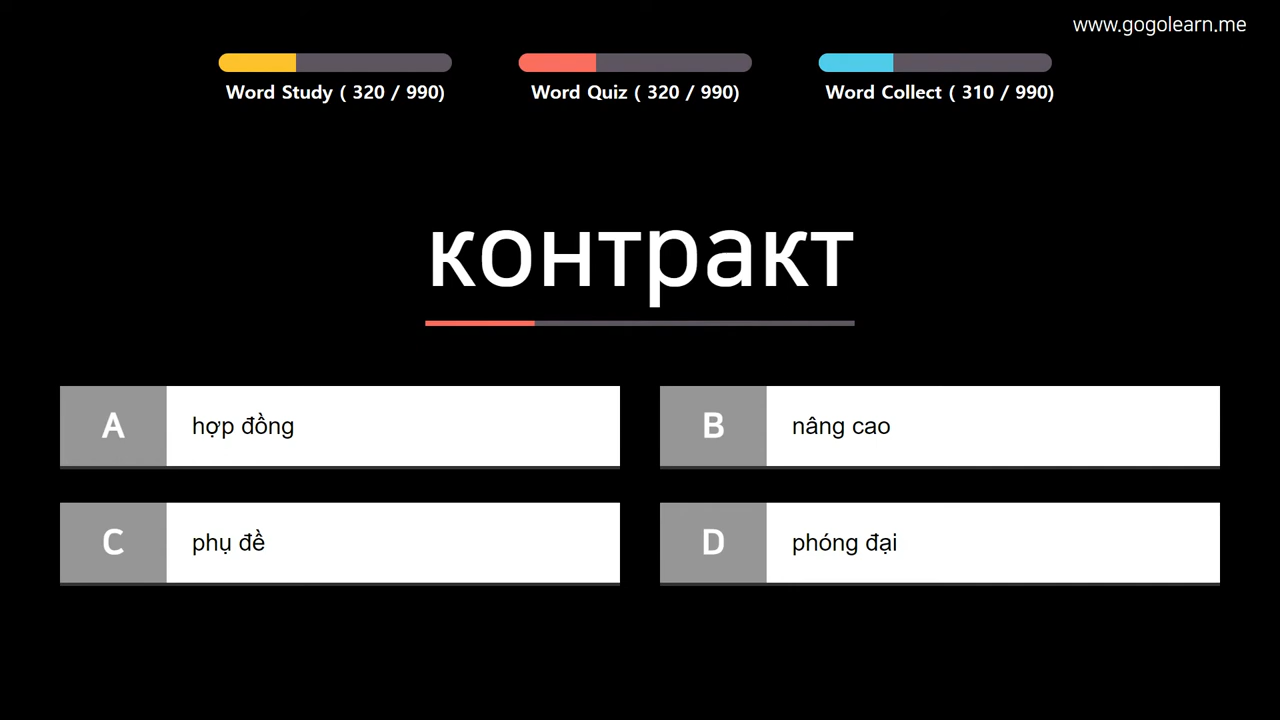 www.gogolearn.me
Word Study ( 320 / 990)
Word Quiz ( 320 / 990)
Word Collect ( 310 / 990)
контракт
A hợp đồng
B nâng cao
C phụ đề
D phóng đại